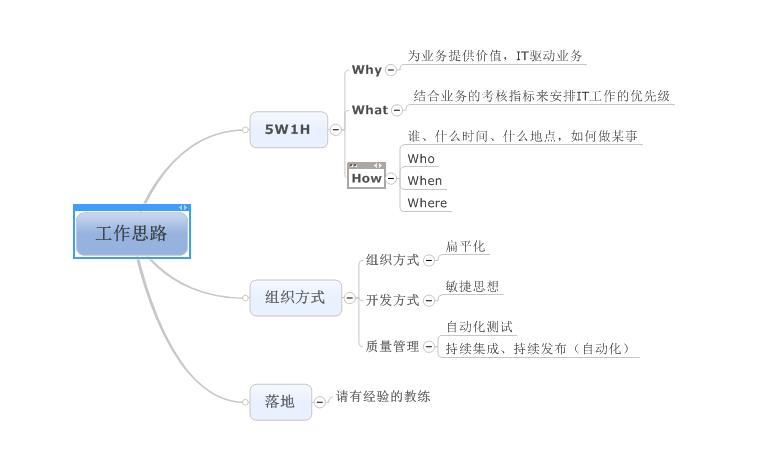 工作思路
5W1H
Why
为业务提供价值，IT驱动业务
What
结合业务的考核指标来安排IT工作的优先级
How
谁、什么时间、什么地点，如何做某事
Who
When
Where
组织方式
组织方式
扁平化
开发方式
敏捷思想
质量管理
自动化测试
持续集成、持续发布（自动化）
落地
请有经验的教练